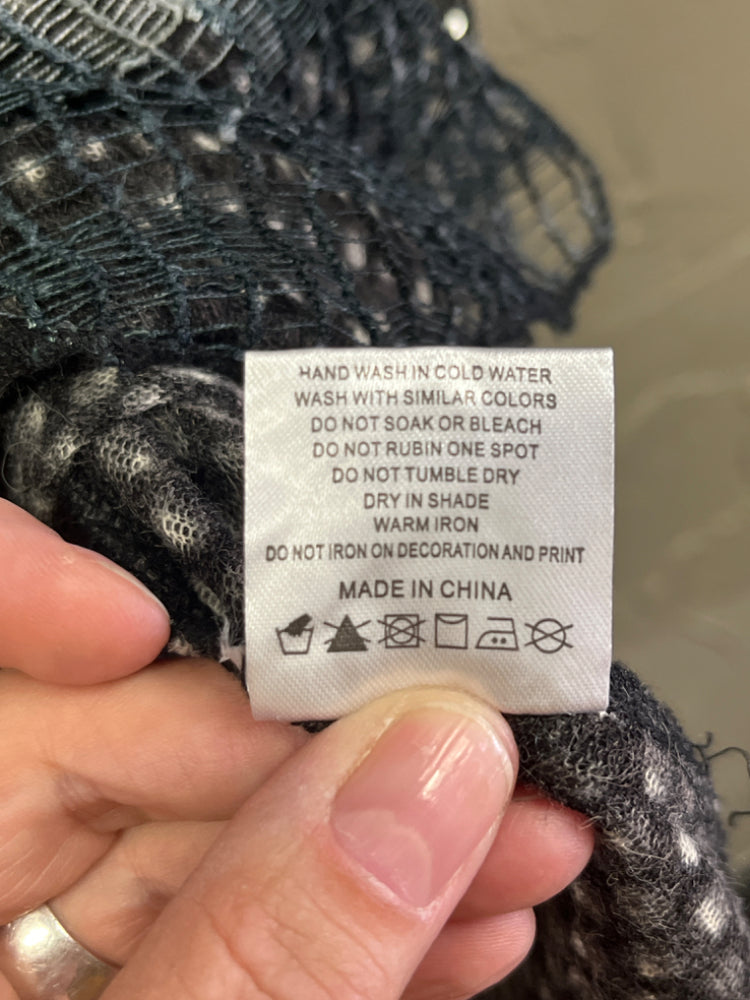 HAND WASH IN COLD WATER
WASH WITH SIMILAR COLORS
DO NOT SOAK OR BLEACH
DO NOT RUBIN ONE SPOT
DO NOT TUMBLE DRY
DRY IN SHADE
WARM IRON
DO NOT IRON ON DECORATION AND PRINT
MADE IN CHINA